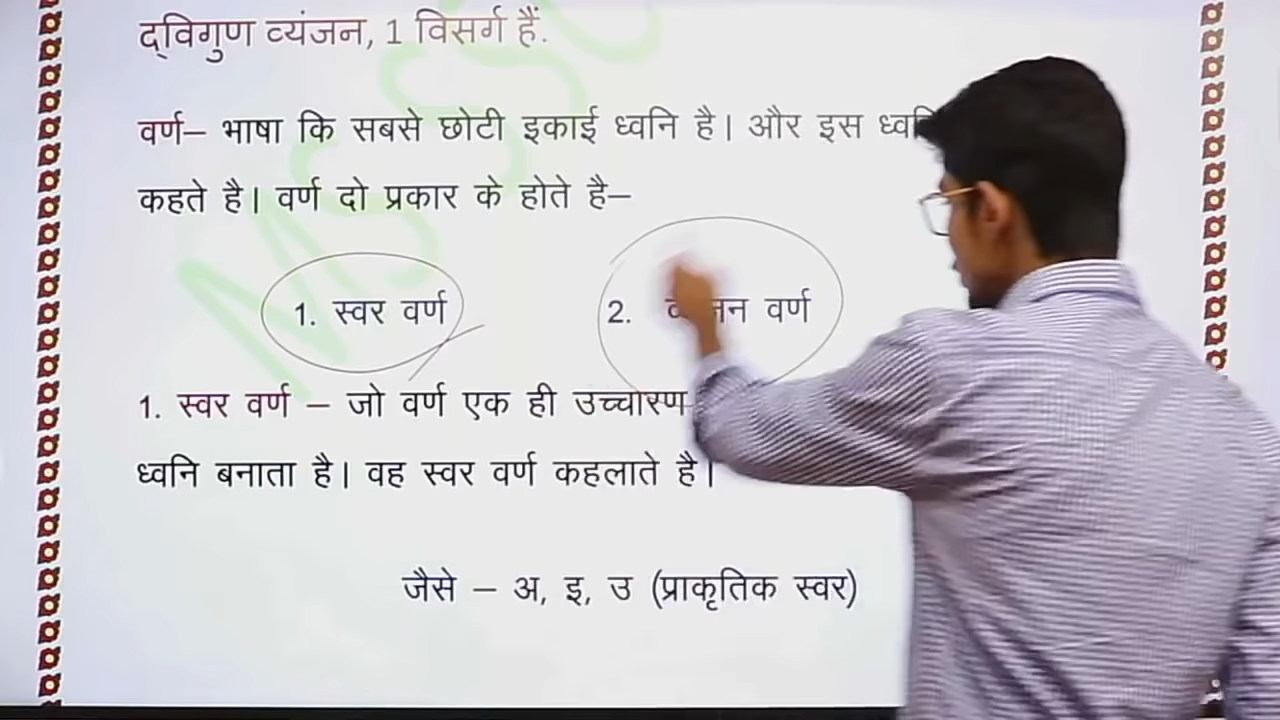 द्विगुण व्यंजन, 1 विसर्ग हैं.
वर्ण– भाषा कि सबसे छोटी इकाई ध्वनि है। और इस
कहते है। वर्ण दो प्रकार के होते है–
1. स्वर वर्ण 2. वर्ण
1. स्वर वर्ण – जो वर्ण एक ही उच्चारण
ध्वनि बनाता है। वह स्वर वर्ण कहलाते है।
जैसे – अ, इ, उ (प्राकृतिक स्वर)